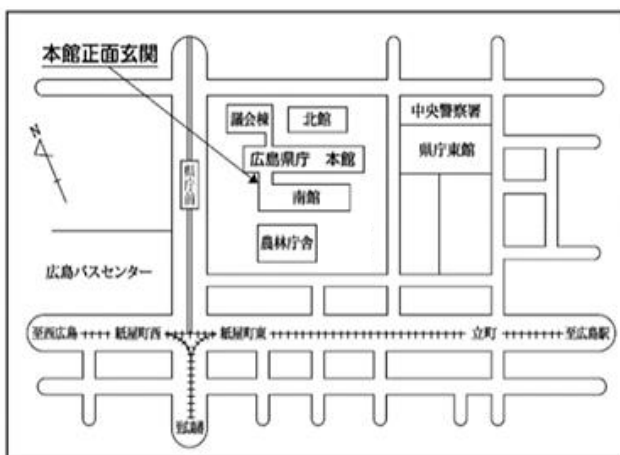 本館正面玄関
議会棟
北館
中央警察署
広島県庁 本館
県庁東館
N
県庁前
南館
農林庁舎
広島バスセンター
至西広島
紙屋町西
紙屋町東
立町
至広島駅